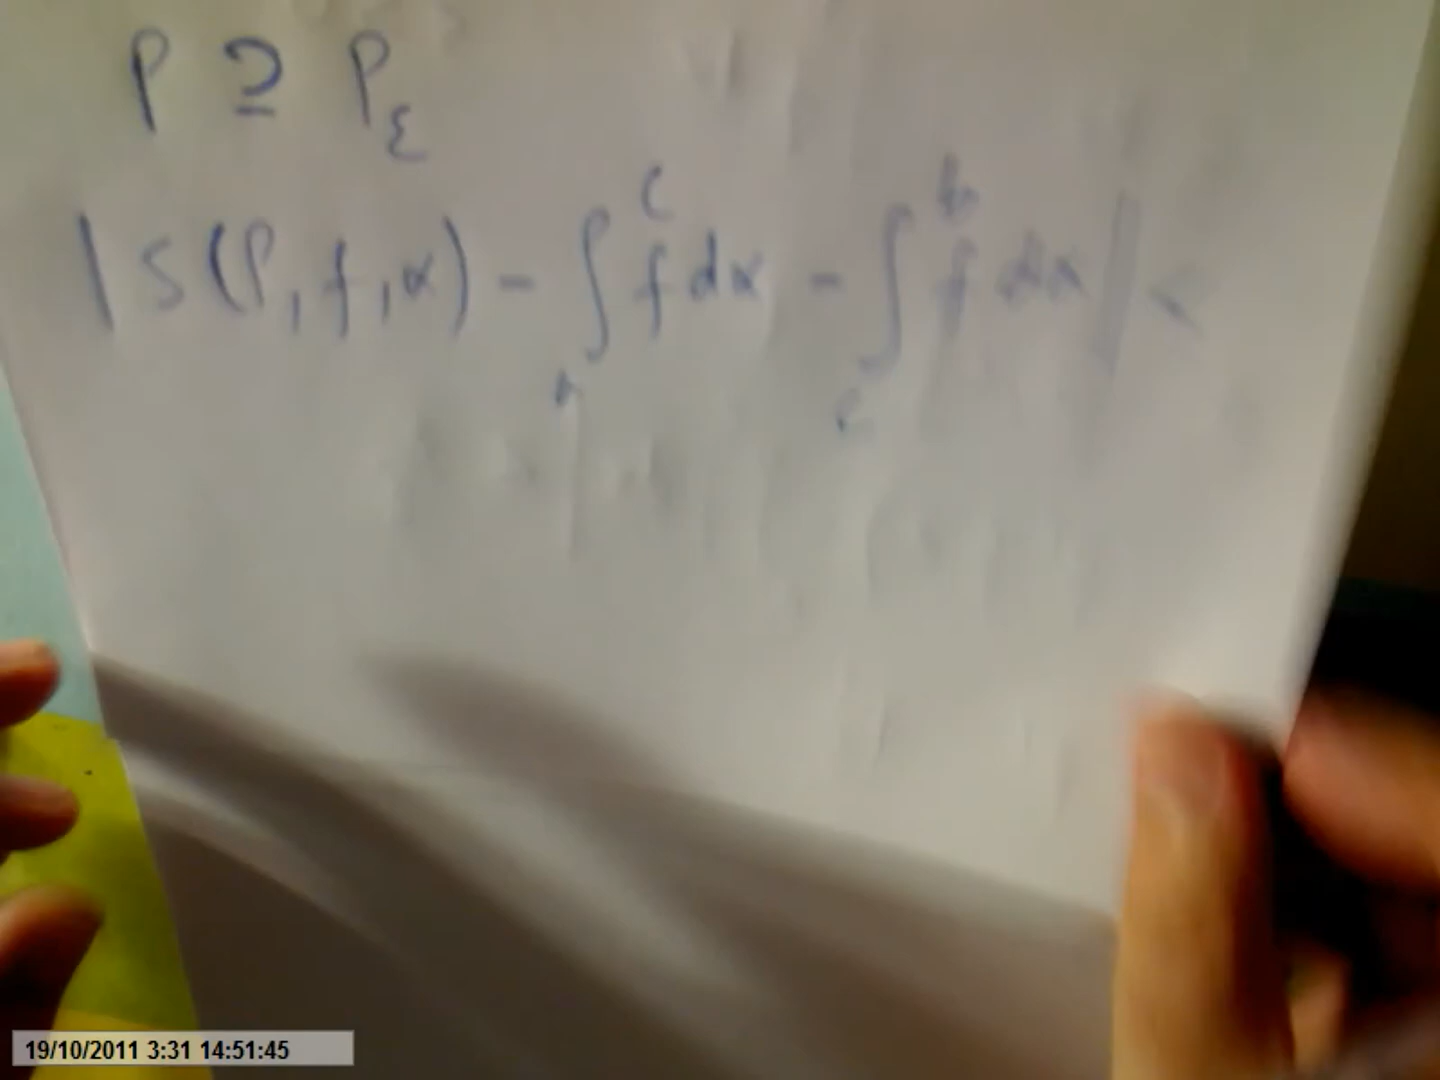 P ⊇ P_ε
| S(P, f, α) - ∫_a^c f dα - ∫_c^b f dα | <
19/10/2011 3:31 14:51:45